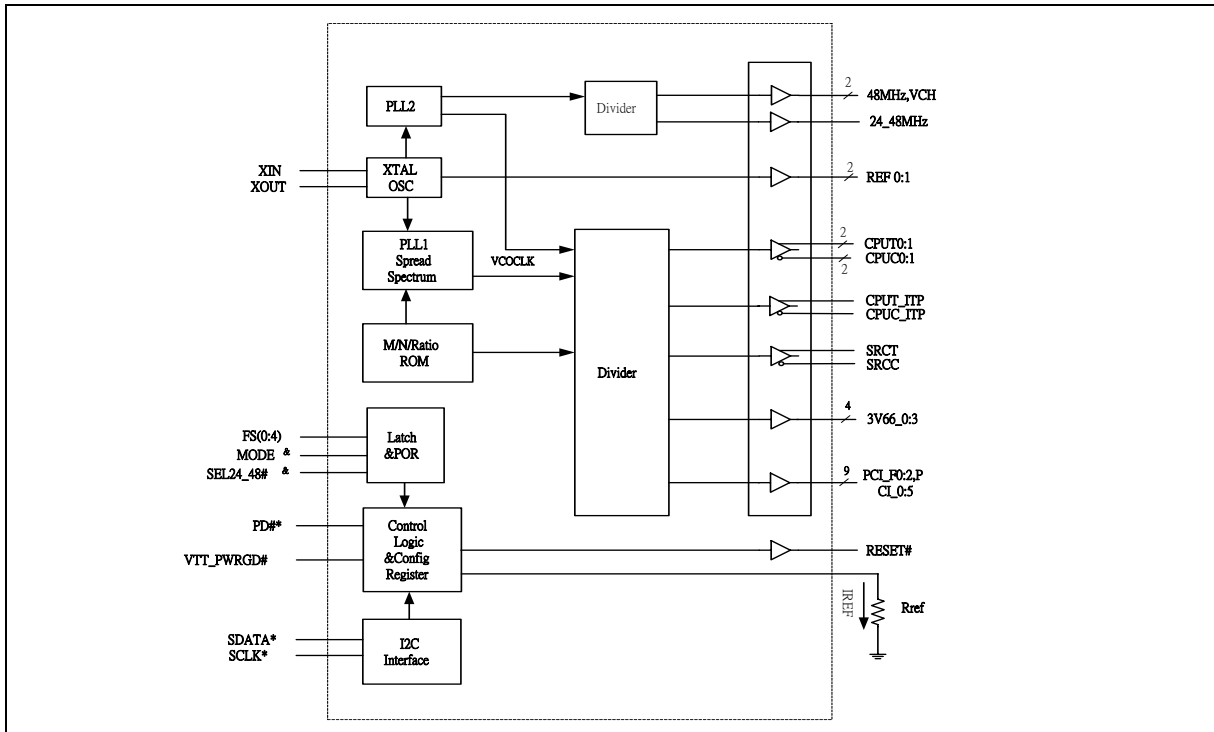 2
48MHz,VCH
PLL2
Divider
24_48MHz
XIN
XOUT
XTAL
OSC
2
REF 0:1
PLL1
Spread
Spectrum
VCOCLK
2
CPUT0:1
CPUC0:1
2
CPUT_ITP
CPUC_ITP
M/N/Ratio
ROM
Divider
SRCT
SRCC
4
3V66_0:3
FS(0:4)
MODE &
SEL24_48# &
Latch
&POR
9
PCI_F0:2,P
CI_0:5
PD#*
VTT_PWRGD#
Control
Logic
&Config
Register
RESET#
IREF
Rref
SDATA*
SCLK*
I2C
Interface